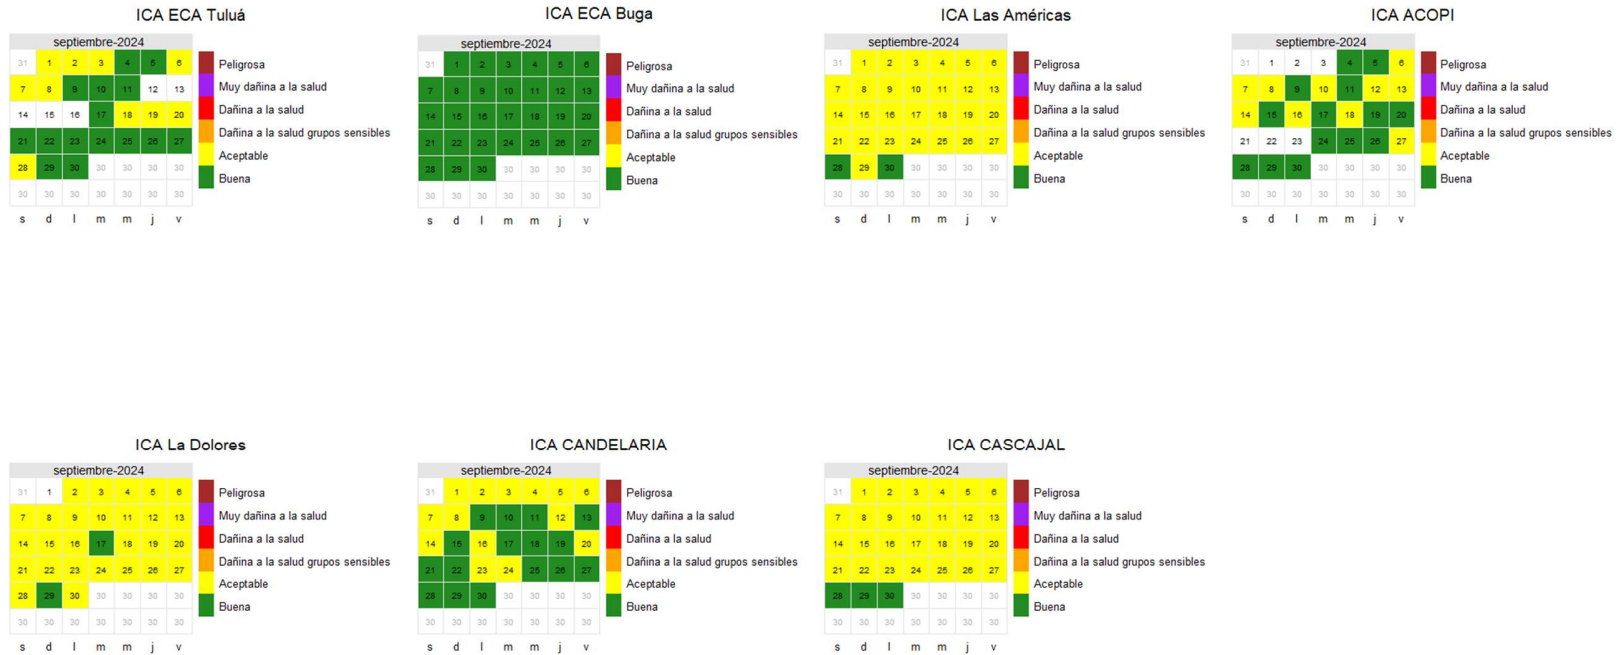 ICA ECA Tuluá
septiembre-2024
31 1 2 3 4 5 6
7 8 9 10 11 12 13
14 15 16 17 18 19 20
21 22 23 24 25 26 27
28 29 30 30 30 30 30
30 30 30 30 30 30 30
s d l m m j v
Peligrosa
Muy dañina a la salud
Dañina a la salud
Dañina a la salud grupos sensibles
Aceptable
Buena
ICA ECA Buga
septiembre-2024
31 1 2 3 4 5 6
7 8 9 10 11 12 13
14 15 16 17 18 19 20
21 22 23 24 25 26 27
28 29 30 30 30 30 30
30 30 30 30 30 30 30
s d l m m j v
Peligrosa
Muy dañina a la salud
Dañina a la salud
Dañina a la salud grupos sensibles
Aceptable
Buena
ICA Las Américas
septiembre-2024
31 1 2 3 4 5 6
7 8 9 10 11 12 13
14 15 16 17 18 19 20
21 22 23 24 25 26 27
28 29 30 30 30 30 30
30 30 30 30 30 30 30
s d l m m j v
Peligrosa
Muy dañina a la salud
Dañina a la salud
Dañina a la salud grupos sensibles
Aceptable
Buena
ICA ACOPI
septiembre-2024
31 1 2 3 4 5 6
7 8 9 10 11 12 13
14 15 16 17 18 19 20
21 22 23 24 25 26 27
28 29 30 30 30 30 30
30 30 30 30 30 30 30
s d l m m j v
Peligrosa
Muy dañina a la salud
Dañina a la salud
Dañina a la salud grupos sensibles
Aceptable
Buena
ICA La Dolores
septiembre-2024
31 1 2 3 4 5 6
7 8 9 10 11 12 13
14 15 16 17 18 19 20
21 22 23 24 25 26 27
28 29 30 30 30 30 30
30 30 30 30 30 30 30
s d l m m j v
Peligrosa
Muy dañina a la salud
Dañina a la salud
Dañina a la salud grupos sensibles
Aceptable
Buena
ICA CANDELARIA
septiembre-2024
31 1 2 3 4 5 6
7 8 9 10 11 12 13
14 15 16 17 18 19 20
21 22 23 24 25 26 27
28 29 30 30 30 30 30
30 30 30 30 30 30 30
s d l m m j v
Peligrosa
Muy dañina a la salud
Dañina a la salud
Dañina a la salud grupos sensibles
Aceptable
Buena
ICA CASCAJAL
septiembre-2024
31 1 2 3 4 5 6
7 8 9 10 11 12 13
14 15 16 17 18 19 20
21 22 23 24 25 26 27
28 29 30 30 30 30 30
30 30 30 30 30 30 30
s d l m m j v
Peligrosa
Muy dañina a la salud
Dañina a la salud
Dañina a la salud grupos sensibles
Aceptable
Buena